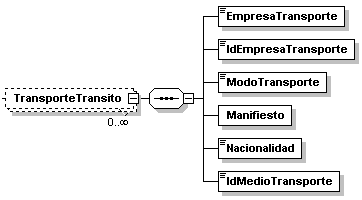 EmpresaTransporte
IdEmpresaTransporte
ModoTransporte
TransporteTransito
0..∞
Manifiesto
Nacionalidad
IdMedioTransporte